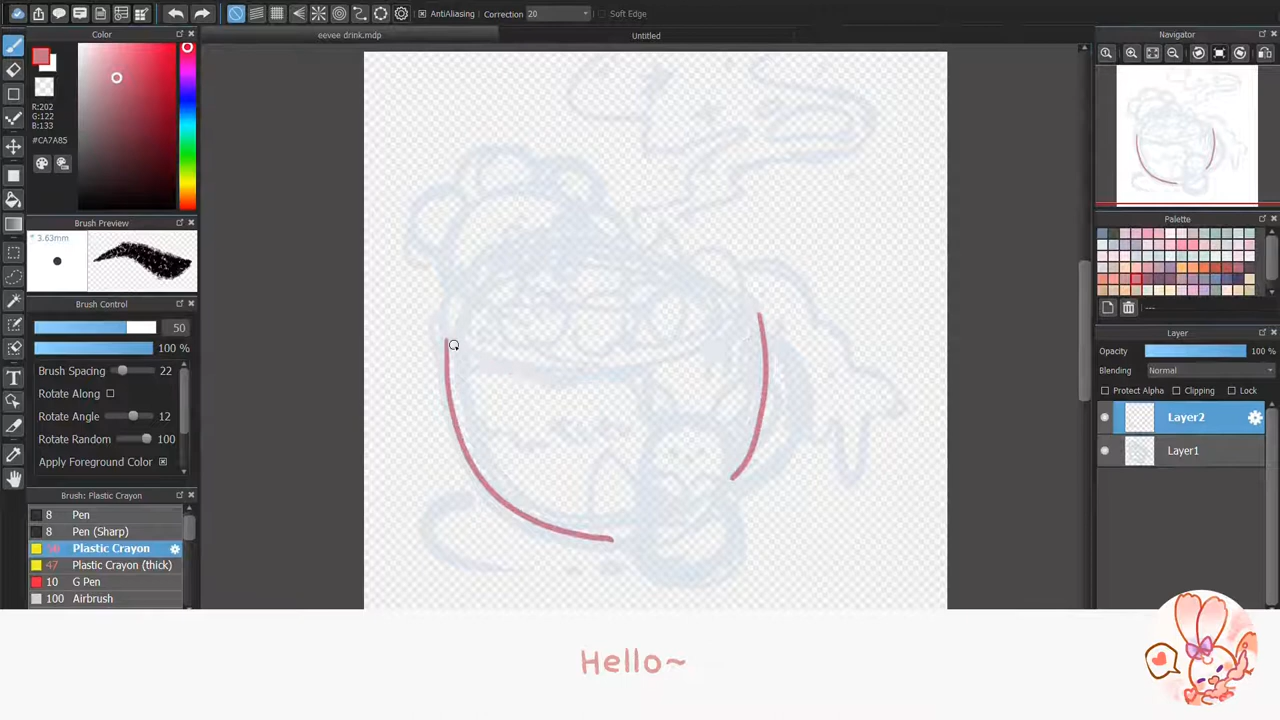 AntiAliasing Correction 20 Soft Edge
Color
eevee drink.mdp Untitled
Navigator
R:202
G:122
B:133
#CA7A85
Brush Preview
3.63mm
Palette
---
Brush Control
50
100 %
Brush Spacing 22
Rotate Along
Rotate Angle 12
Rotate Random 100
Apply Foreground Color
Layer
Opacity 100 %
Blending Normal
Protect Alpha Clipping Lock
Layer2
Layer1
Brush: Plastic Crayon
8 Pen
8 Pen (Sharp)
Plastic Crayon
47 Plastic Crayon (thick)
10 G Pen
100 Airbrush
Hello~